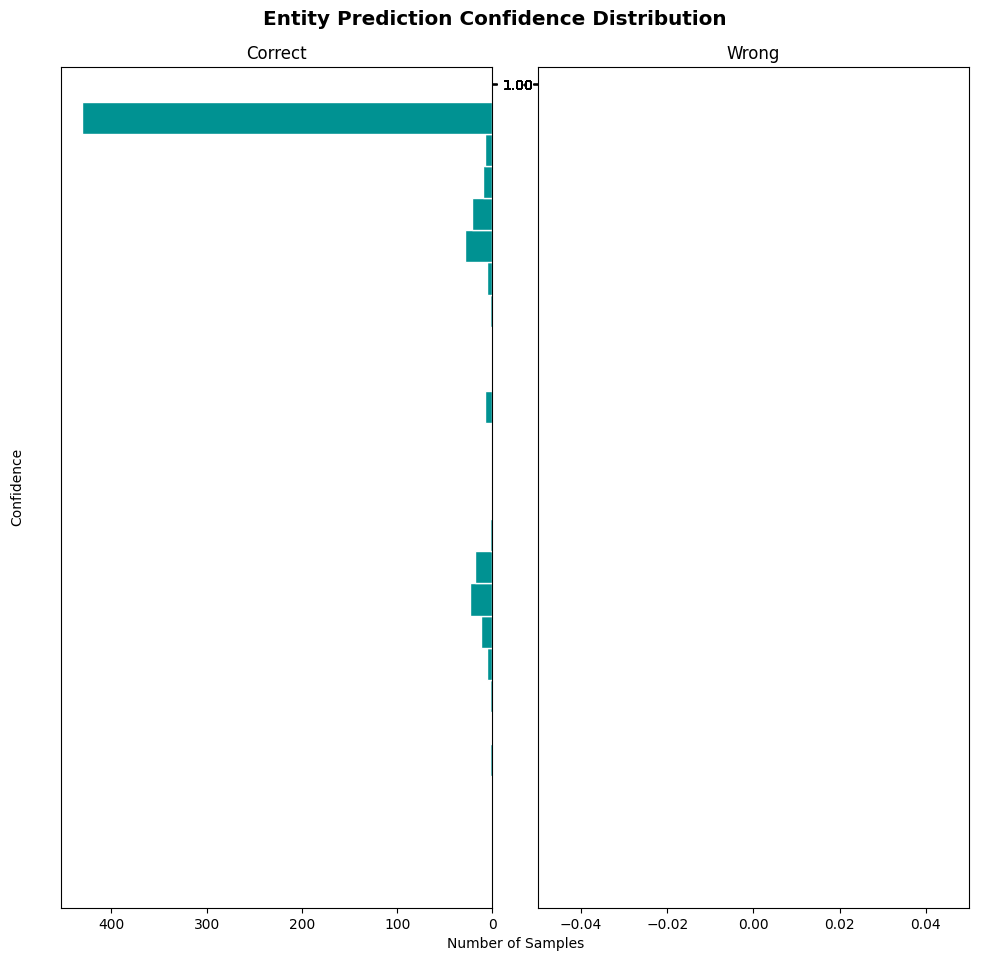 Entity Prediction Confidence Distribution
Correct
Wrong
1.00
Confidence
400 300 200 100 0
−0.04 −0.02 0.00 0.02 0.04
Number of Samples